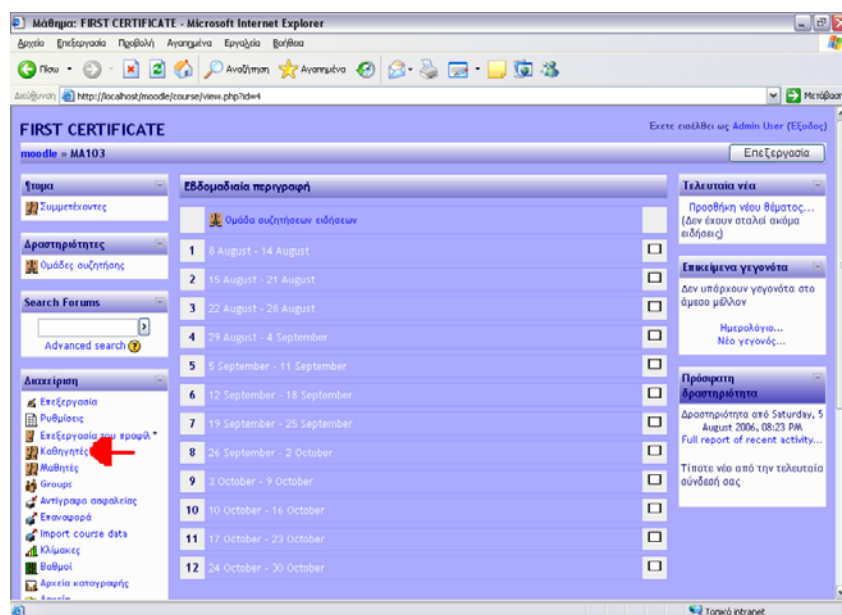 Μάθημα: FIRST CERTIFICATE - Microsoft Internet Explorer
Αρχείο Επεξεργασία Προβολή Αγαπημένα Εργαλεία Βοήθεια
Πίσω Αναζήτηση Αγαπημένα
Διεύθυνση http://localhost/moodle/course/view.php?id=4 Μετάβαση
FIRST CERTIFICATE
Έχετε εισέλθει ως Admin User (Έξοδος)
moodle » MA103
Επεξεργασία
¶τομα
Συμμετέχοντες
Δραστηριότητες
Ομάδες συζητήσης
Search Forums
Advanced search
Διαχείριση
Επεξεργασία
Ρυθμίσεις
Επεξεργασία του προφίλ *
Καθηγητές
Μαθητές
Groups
Αντίγραφο ασφαλείας
Επαναφορά
Import course data
Κλίμακες
Βαθμοί
Αρχεία καταγραφής
Αρχεία
Εβδομαδιαία περιγραφή
Ομάδα συζητήσεων ειδήσεων
1 8 August - 14 August
2 15 August - 21 August
3 22 August - 28 August
4 29 August - 4 September
5 5 September - 11 September
6 12 September - 18 September
7 19 September - 25 September
8 26 September - 2 October
9 3 October - 9 October
10 10 October - 16 October
11 17 October - 23 October
12 24 October - 30 October
Τελευταία νέα
Προσθήκη νέου θέματος...
(Δεν έχουν σταλεί ακόμα
ειδήσεις)
Επικείμενα γεγονότα
Δεν υπάρχουν γεγονότα στο
άμεσο μέλλον
Ημερολόγιο...
Νέο γεγονός...
Πρόσφατη
δραστηριότητα
Δραστηριότητα από Saturday, 5
August 2006, 08:23 PM
Full report of recent activity...
Τίποτε νέο από την τελευταία
σύνδεσή σας
Τοπικό intranet